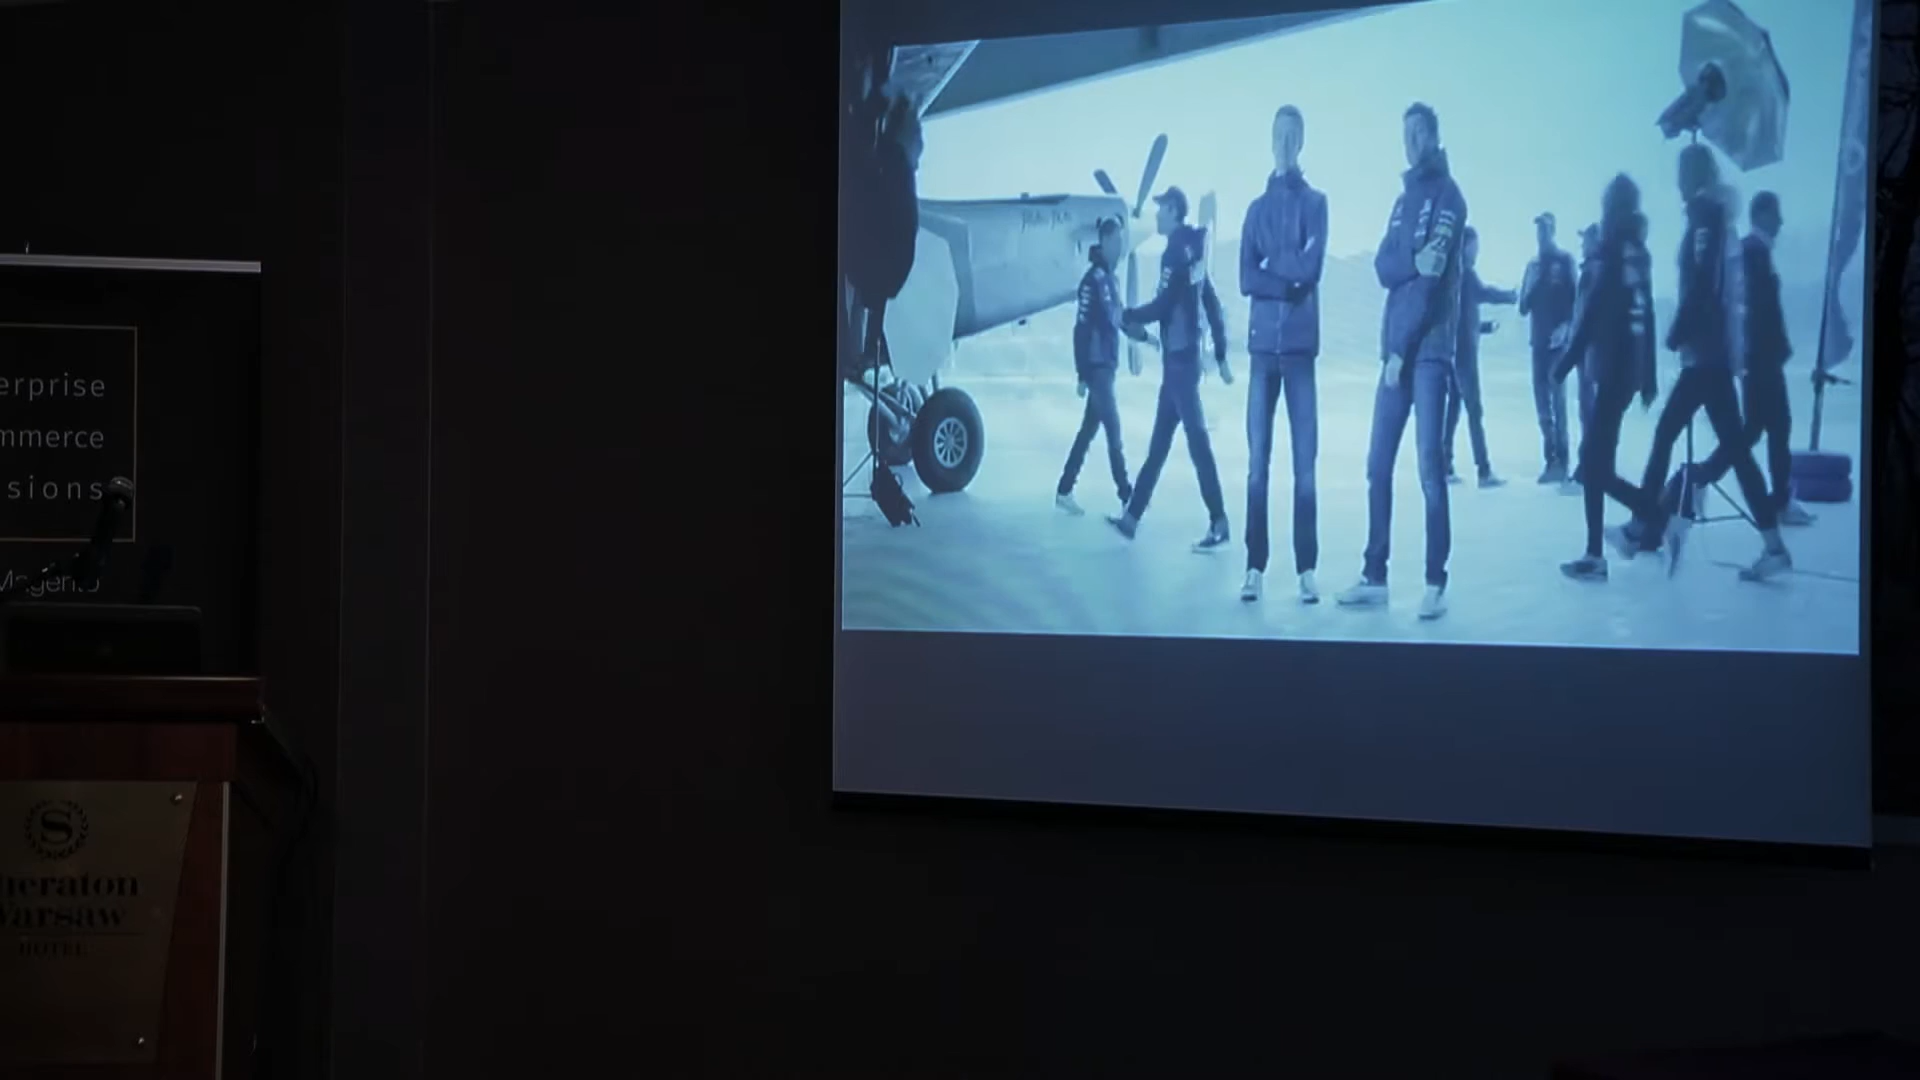 erprise
mmerce
sions
Magento
S
heraton
Warsaw
HOTEL